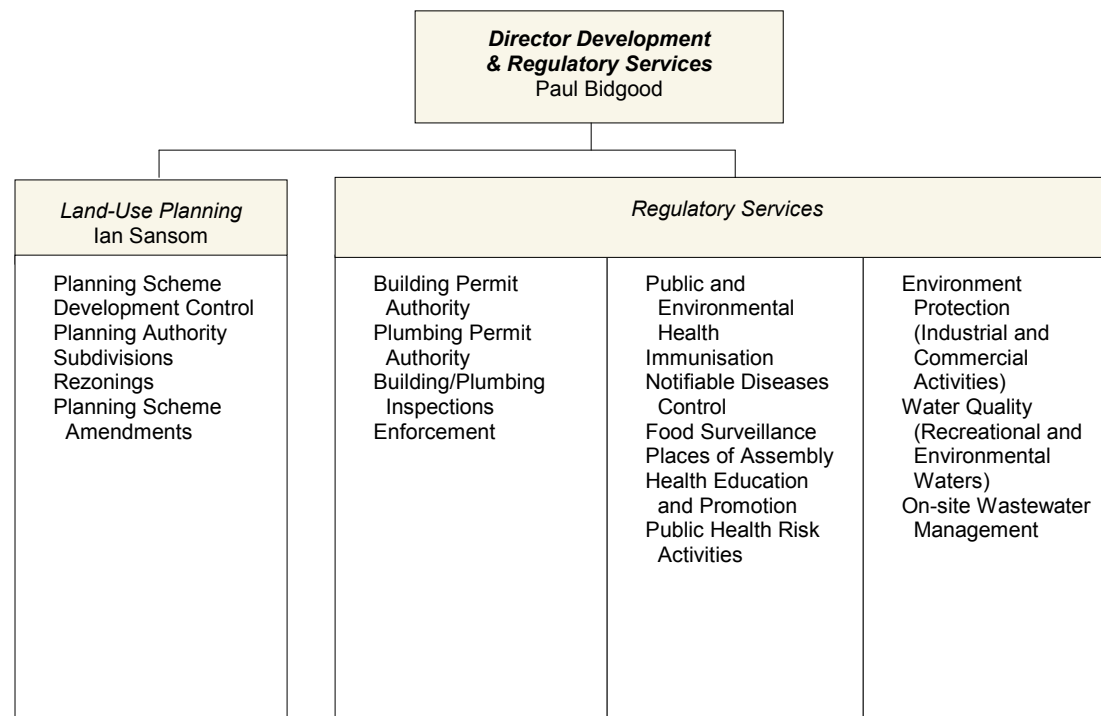 Director Development
& Regulatory Services
Paul Bidgood
Land-Use Planning
Ian Sansom
Planning Scheme
Development Control
Planning Authority
Subdivisions
Rezonings
Planning Scheme
Amendments
Regulatory Services
Building Permit
Authority
Plumbing Permit
Authority
Building/Plumbing
Inspections
Enforcement
Public and
Environmental
Health
Immunisation
Notifiable Diseases
Control
Food Surveillance
Places of Assembly
Health Education
and Promotion
Public Health Risk
Activities
Environment
Protection
(Industrial and
Commercial
Activities)
Water Quality
(Recreational and
Environmental
Waters)
On-site Wastewater
Management